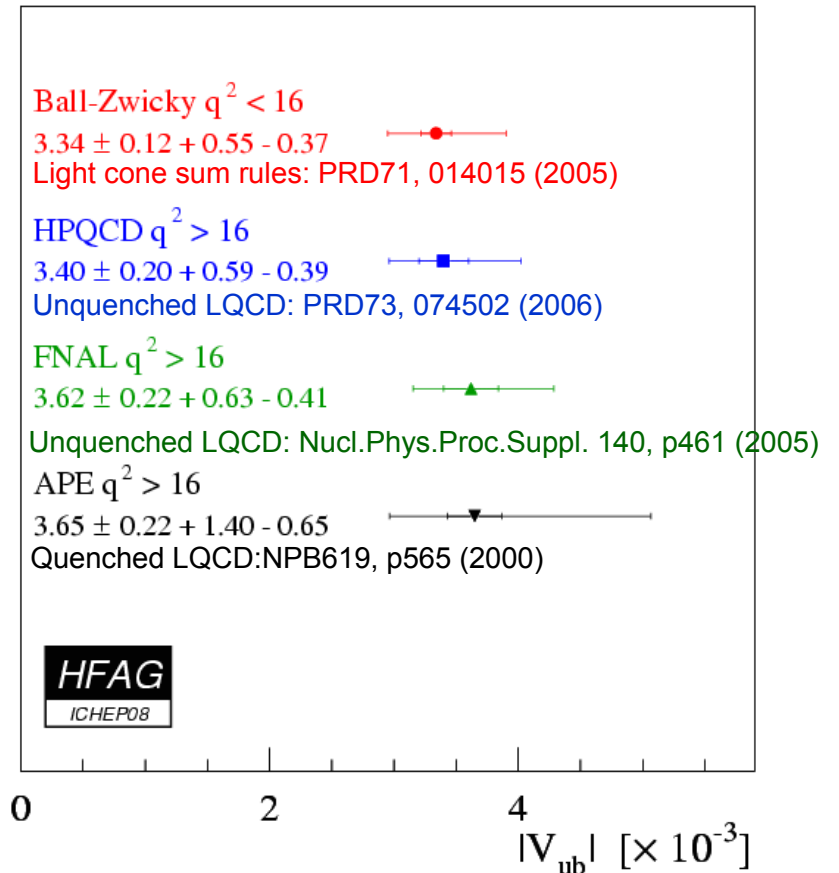 Ball-Zwicky q² < 16
3.34 ± 0.12 + 0.55 - 0.37
Light cone sum rules: PRD71, 014015 (2005)
HPQCD q² > 16
3.40 ± 0.20 + 0.59 - 0.39
Unquenched LQCD: PRD73, 074502 (2006)
FNAL q² > 16
3.62 ± 0.22 + 0.63 - 0.41
Unquenched LQCD: Nucl.Phys.Proc.Suppl. 140, p461 (2005)
APE q² > 16
3.65 ± 0.22 + 1.40 - 0.65
Quenched LQCD:NPB619, p565 (2000)
HFAG
ICHEP08
0 2 4
|V_ub| [× 10⁻³]